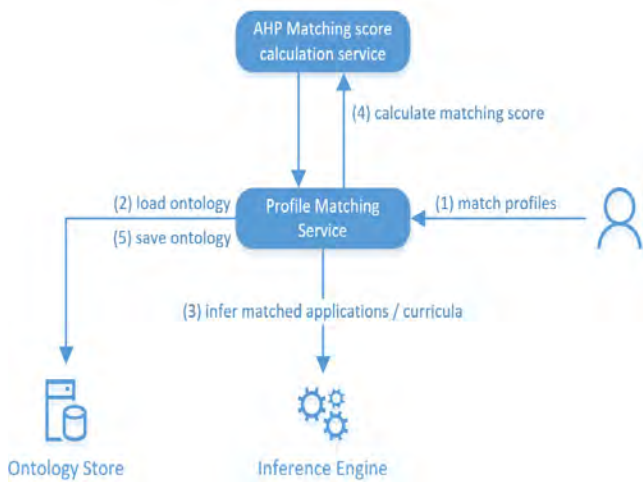 AHP Matching score
calculation service
(4) calculate matching score
(2) load ontology
(5) save ontology
Profile Matching
Service
(1) match profiles
(3) infer matched applications / curricula
Ontology Store
Inference Engine